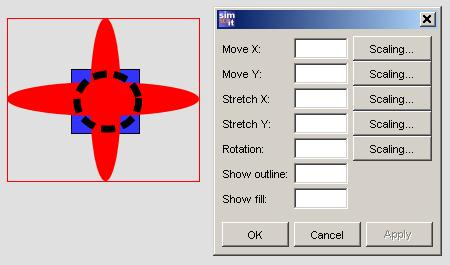 sim it
Move X: Scaling...
Move Y: Scaling...
Stretch X: Scaling...
Stretch Y: Scaling...
Rotation: Scaling...
Show outline:
Show fill:
OK Cancel Apply